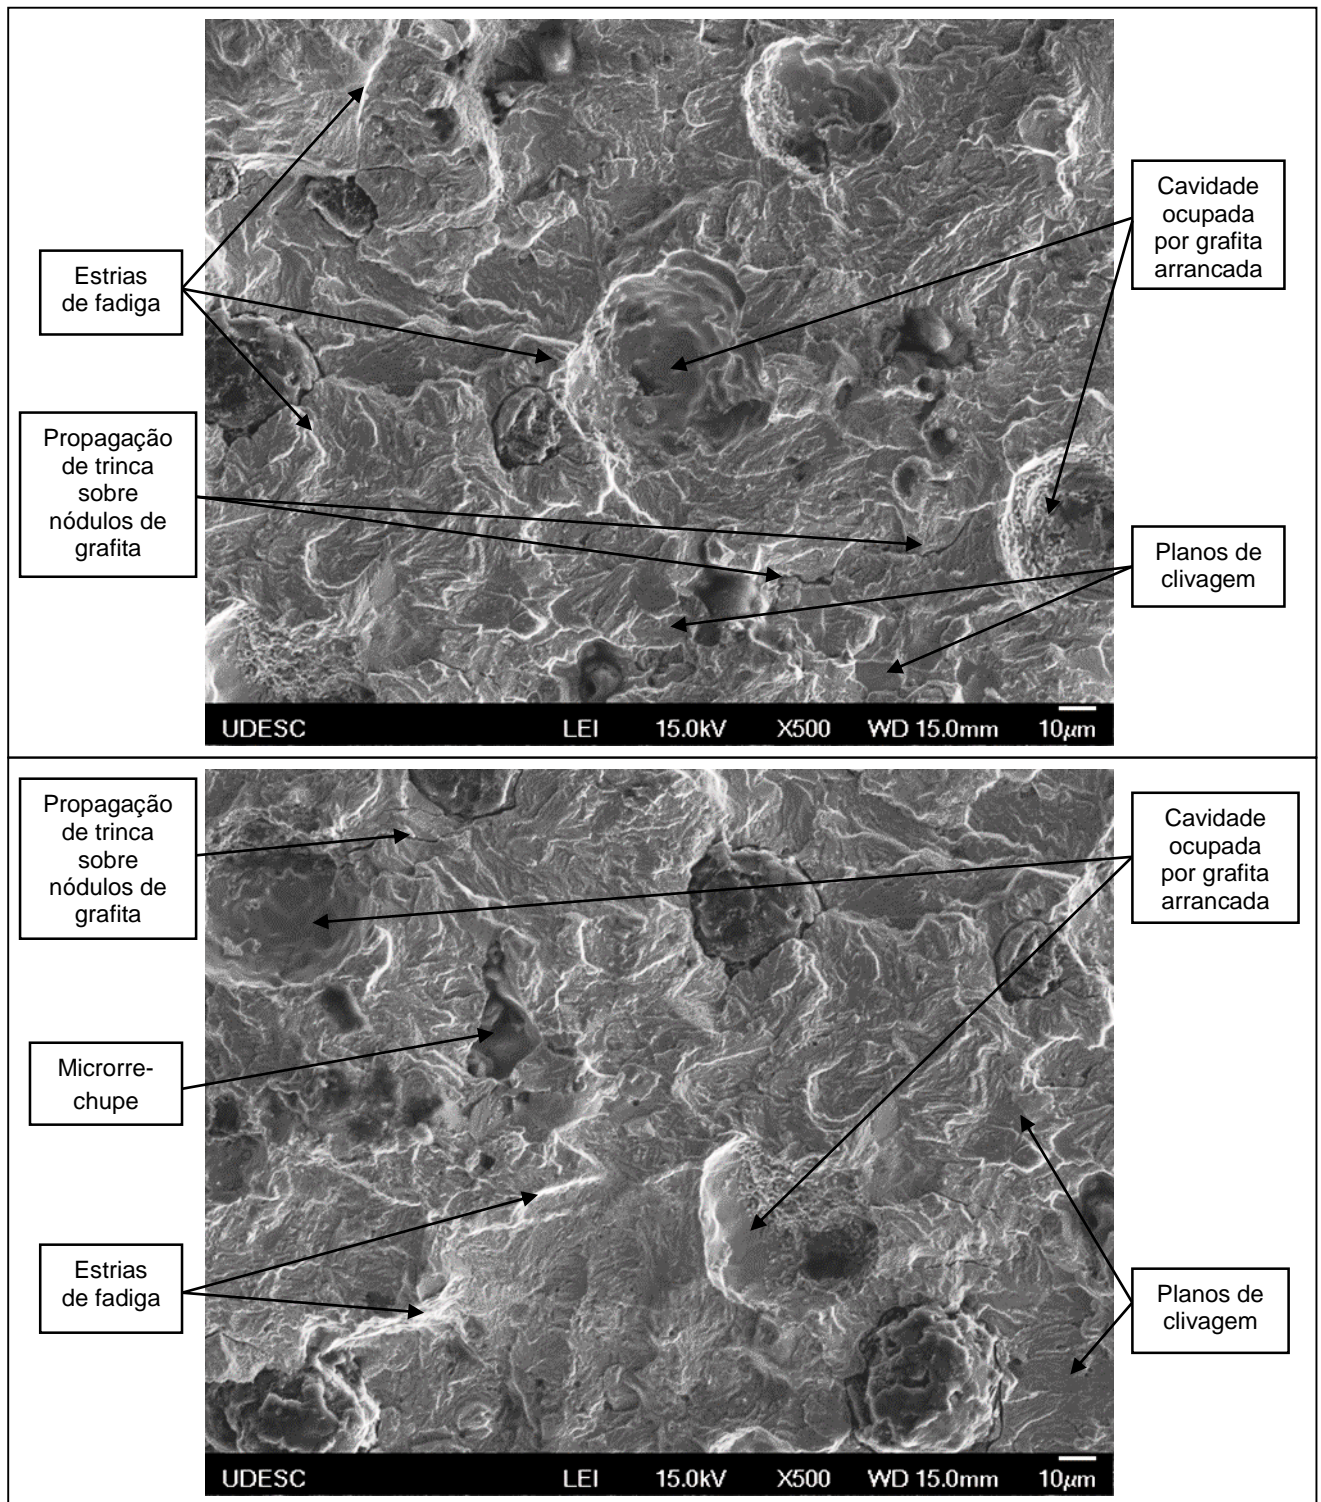 Estrias
de fadiga
Propagação
de trinca
sobre
nódulos de
grafita
Cavidade
ocupada
por grafita
arrancada
Planos de
clivagem
UDESC LEI 15.0kV X500 WD 15.0mm 10μm
Propagação
de trinca
sobre
nódulos de
grafita
Microrre-
chupe
Estrias
de fadiga
Cavidade
ocupada
por grafita
arrancada
Planos de
clivagem
UDESC LEI 15.0kV X500 WD 15.0mm 10μm